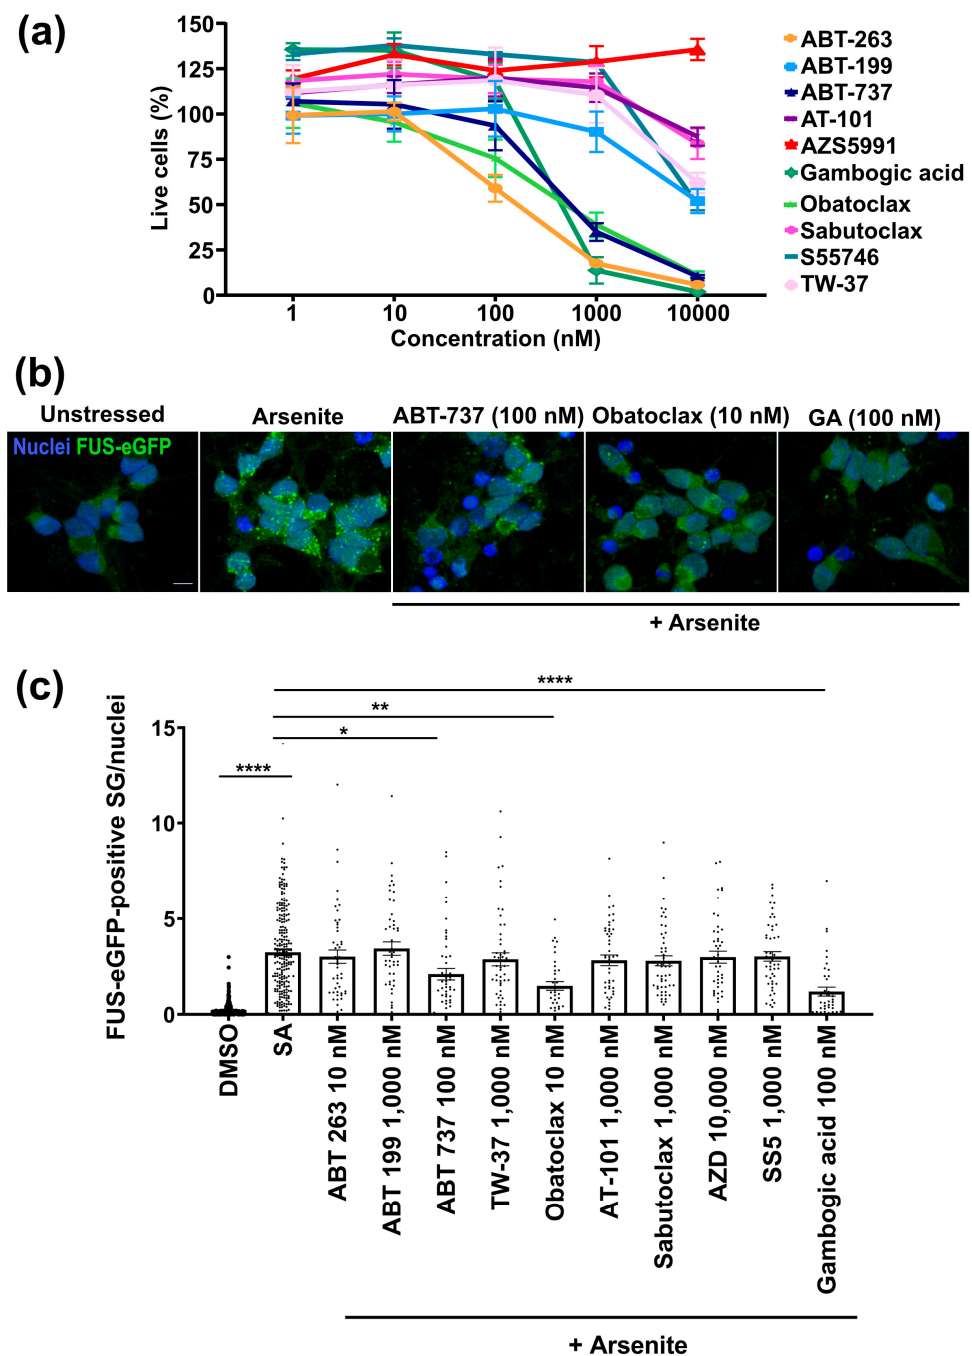 (a)
150
125
100
75
50
25
0
Live cells (%)
1 10 100 1000 10000
Concentration (nM)
ABT-263
ABT-199
ABT-737
AT-101
AZS5991
Gambogic acid
Obatoclax
Sabutoclax
S55746
TW-37
(b)
Unstressed Arsenite ABT-737 (100 nM) Obatoclax (10 nM) GA (100 nM)
Nuclei FUS-eGFP
+ Arsenite
(c)
****
**
*
****
FUS-eGFP-positive SG/nuclei
15
10
5
0
DMSO
SA
ABT 263 10 nM
ABT 199 1,000 nM
ABT 737 100 nM
TW-37 1,000 nM
Obatoclax 10 nM
AT-101 1,000 nM
Sabutoclax 1,000 nM
AZD 10,000 nM
SS5 1,000 nM
Gambogic acid 100 nM
+ Arsenite